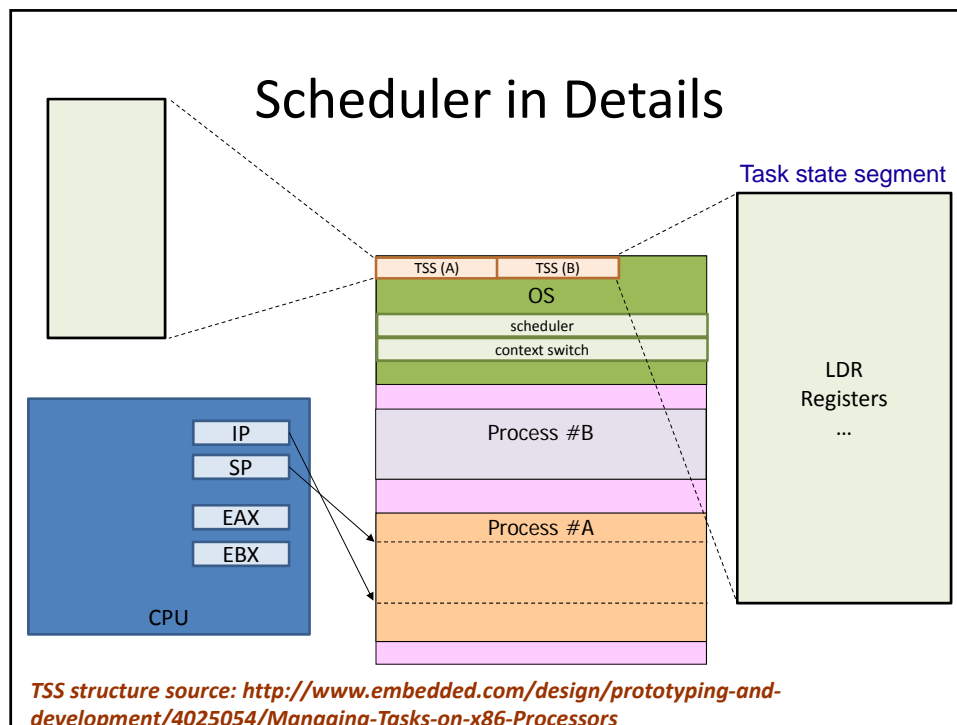 Scheduler in Details
Task state segment
TSS (A)
TSS (B)
OS
scheduler
context switch
LDR
Registers
...
IP
SP
EAX
EBX
CPU
Process #B
Process #A
TSS structure source: http://www.embedded.com/design/prototyping-and-
development/4025054/Managing-Tasks-on-x86-Processors